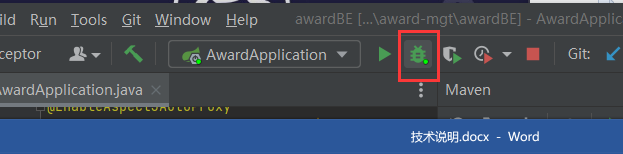 ild Run Tools Git Window Help awardBE [...\award-mgt\awardBE] - AwardApplic
ceptor AwardApplication Git:
AwardApplication.java Maven
@EnableAspectJAutoProxy
技术说明.docx - Word